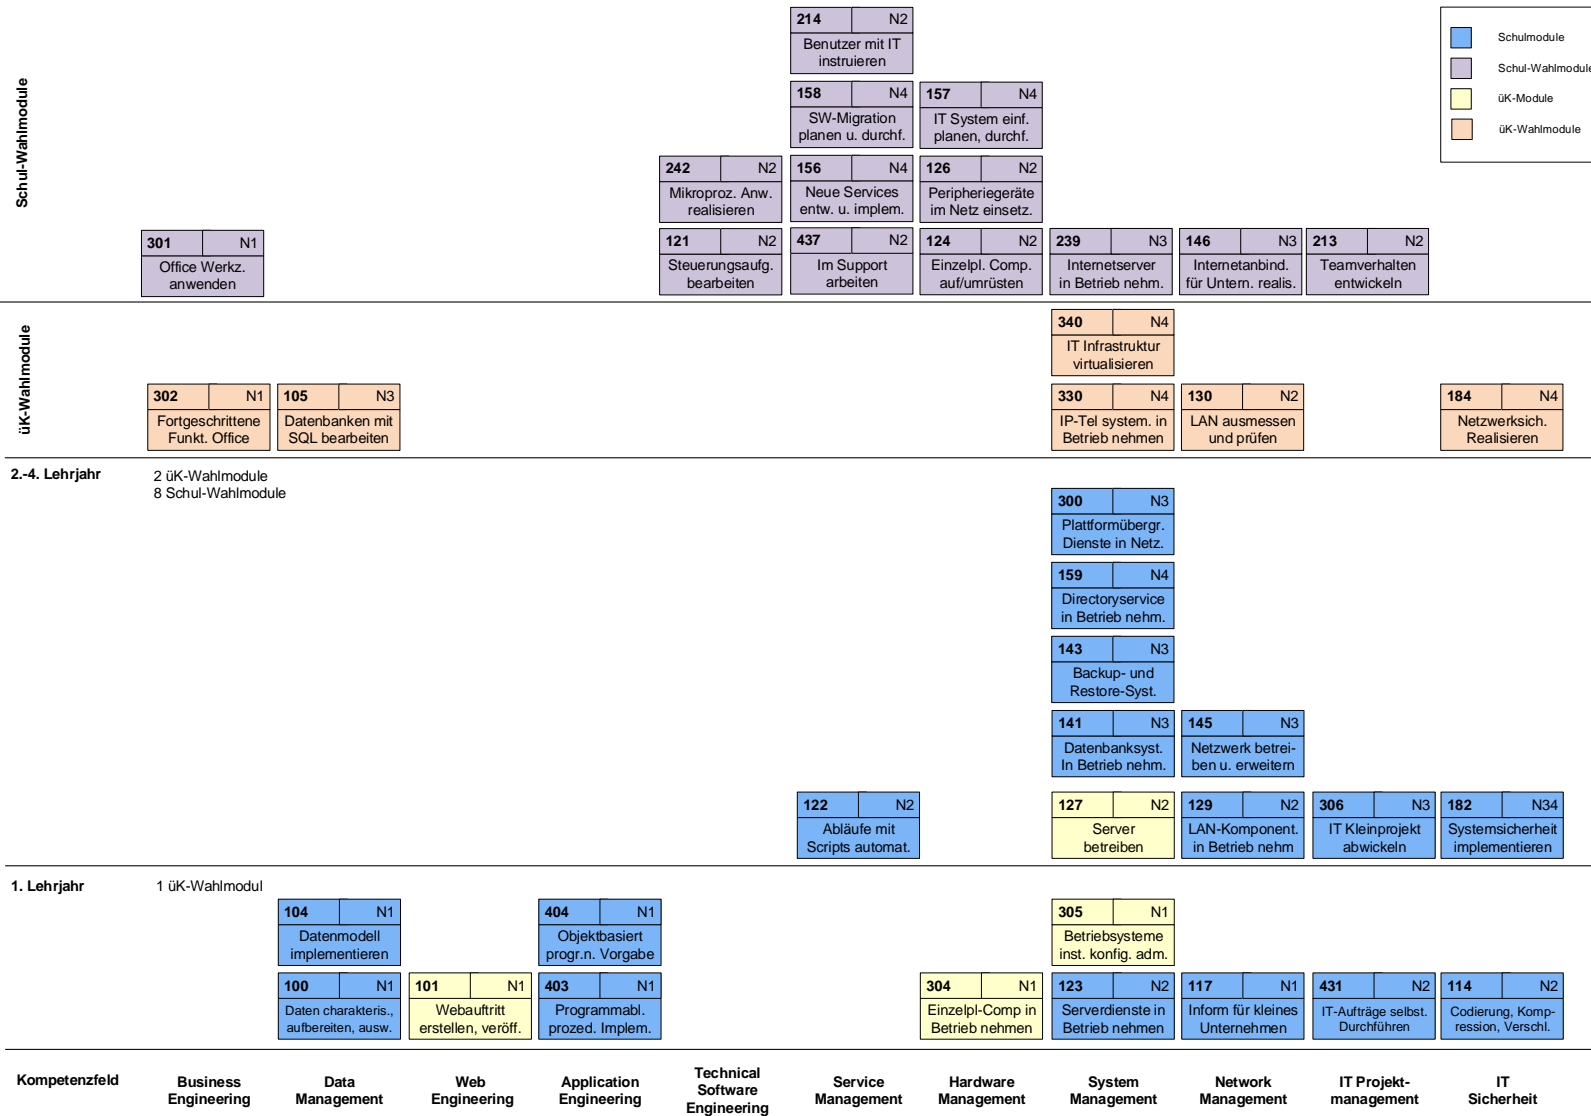 214 N2
Benutzer mit IT
instruieren
Schulmodule
Schul-Wahlmodule
üK-Module
üK-Wahlmodule
Schul-Wahlmodule
158 N4
SW-Migration
planen u. durchf.
157 N4
IT System einf.
planen, durchf.
242 N2
Mikroproz. Anw.
realisieren
156 N4
Neue Services
entw. u. implem.
126 N2
Peripheriegeräte
im Netz einsetz.
301 N1
Office Werkz.
anwenden
121 N2
Steuerungsaufg.
bearbeiten
437 N2
Im Support
arbeiten
124 N2
Einzelpl. Comp.
auf/umrüsten
239 N3
Internetserver
in Betrieb nehm.
146 N3
Internetanbind.
für Untern. realis.
213 N2
Teamverhalten
entwickeln
üK-Wahlmodule
340 N4
IT Infrastruktur
virtualisieren
302 N1
Fortgeschrittene
Funkt. Office
105 N3
Datenbanken mit
SQL bearbeiten
330 N4
IP-Tel system. in
Betrieb nehmen
130 N2
LAN ausmessen
und prüfen
184 N4
Netzwerksich.
Realisieren
2.-4. Lehrjahr
2 üK-Wahlmodule
8 Schul-Wahlmodule
300 N3
Plattformübergr.
Dienste in Netz.
159 N4
Directoryservice
in Betrieb nehm.
143 N3
Backup- und
Restore-Syst.
141 N3
Datenbanksyst.
In Betrieb nehm.
145 N3
Netzwerk betrei-
ben u. erweitern
122 N2
Abläufe mit
Scripts automat.
127 N2
Server
betreiben
129 N2
LAN-Komponent.
in Betrieb nehm
306 N3
IT Kleinprojekt
abwickeln
182 N34
Systemsicherheit
implementieren
1. Lehrjahr
1 üK-Wahlmodul
104 N1
Datenmodell
implementieren
404 N1
Objektbasiert
progr.n. Vorgabe
305 N1
Betriebsysteme
inst. konfig. adm.
100 N1
Daten charakteris.,
aufbereiten, ausw.
101 N1
Webauftritt
erstellen, veröff.
403 N1
Programmabl.
prozed. Implem.
304 N1
Einzelpl-Comp in
Betrieb nehmen
123 N2
Serverdienste in
Betrieb nehmen
117 N1
Inform für kleines
Unternehmen
431 N2
IT-Aufträge selbst.
Durchführen
114 N2
Codierung, Komp-
ression, Verschl.
Kompetenzfeld
Business
Engineering
Data
Management
Web
Engineering
Application
Engineering
Technical
Software
Engineering
Service
Management
Hardware
Management
System
Management
Network
Management
IT Projekt-
management
IT
Sicherheit